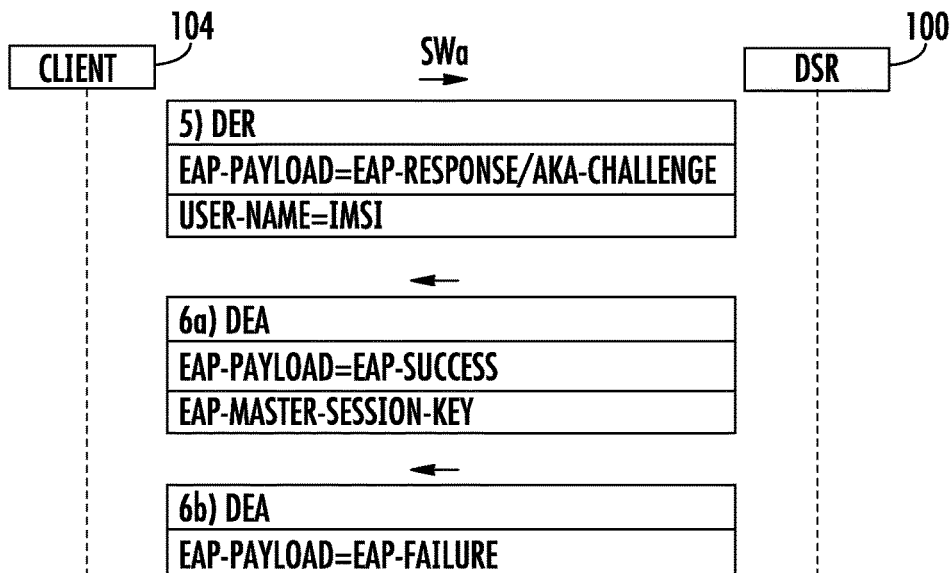 104
100
CLIENT
SWa
DSR
5) DER
EAP-PAYLOAD=EAP-RESPONSE/AKA-CHALLENGE
USER-NAME=IMSI
6a) DEA
EAP-PAYLOAD=EAP-SUCCESS
EAP-MASTER-SESSION-KEY
6b) DEA
EAP-PAYLOAD=EAP-FAILURE